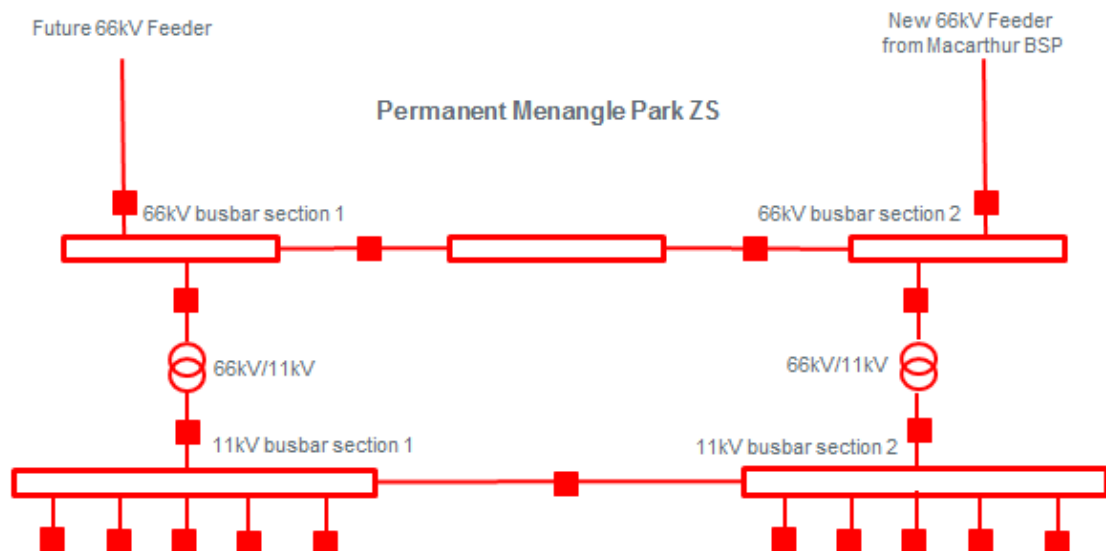 Future 66kV Feeder
New 66kV Feeder
from Macarthur BSP
Permanent Menangle Park ZS
66kV busbar section 1
66kV busbar section 2
66kV/11kV
66kV/11kV
11kV busbar section 1
11kV busbar section 2